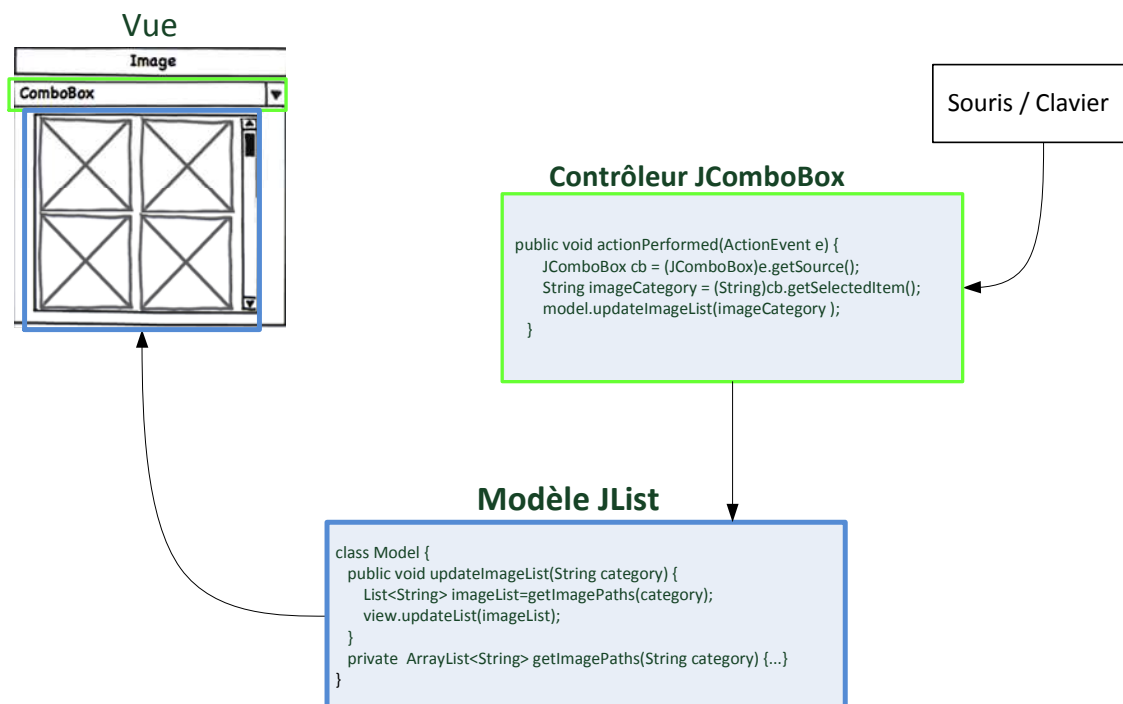 Vue
Image
ComboBox
Souris / Clavier
Contrôleur JComboBox
public void actionPerformed(ActionEvent e) {
JComboBox cb = (JComboBox)e.getSource();
String imageCategory = (String)cb.getSelectedItem();
model.updateImageList(imageCategory );
}
Modèle JList
class Model {
public void updateImageList(String category) {
List<String> imageList=getImagePaths(category);
view.updateList(imageList);
}
private  ArrayList<String> getImagePaths(String category) {...}
}